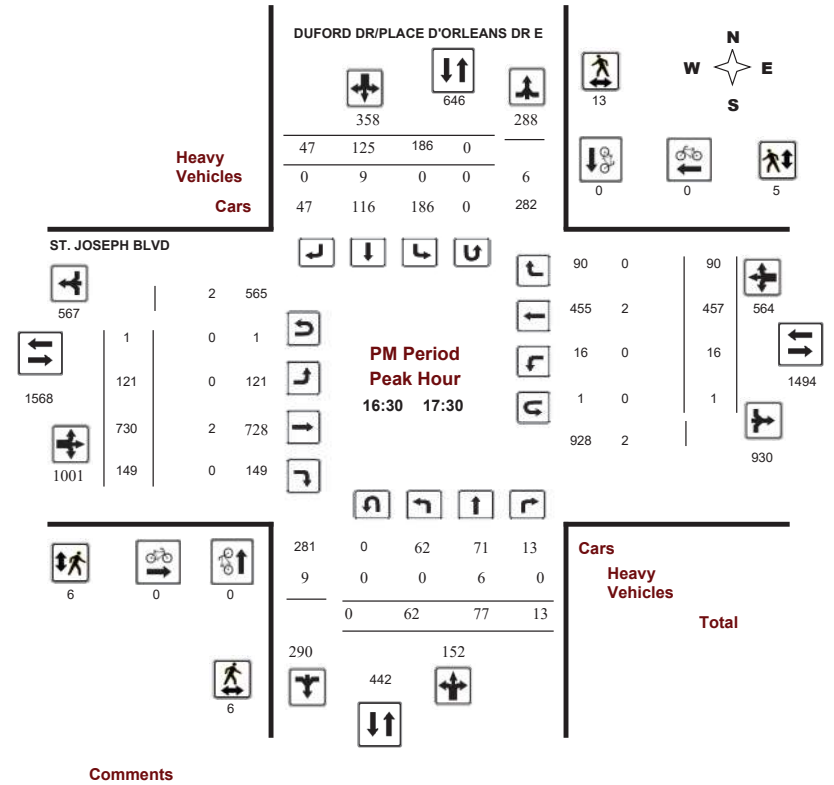 DUFORD DR/PLACE D'ORLEANS DR E
N
W E
S
646
13
358 288
47 125 186 0
Heavy
Vehicles
0 9 0 0 6
Cars
47 116 186 0 282
0 0 5
ST. JOSEPH BLVD
567
2 565
90 0 90
455 2 457 564
1 0 1
16 0 16
1568
1494
121 0 121
1 0 1
PM Period
Peak Hour
16:30 17:30
730 2 728
928 2
930
1001
149 0 149
281 0 62 71 13
Cars
9 0 0 6 0
Heavy
Vehicles
6 0 0
0 62 77 13
Total
290 152
442
6
Comments